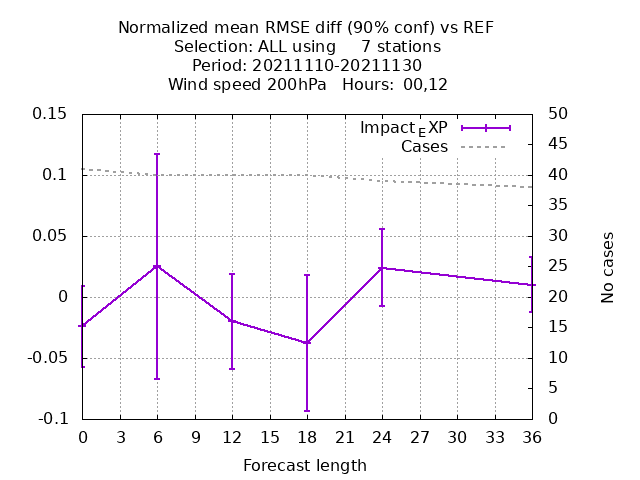 Normalized mean RMSE diff (90% conf) vs REF
Selection: ALL using 7 stations
Period: 20211110-20211130
Wind speed 200hPa Hours: 00,12
Impact_EXP
Cases
0.15
0.1
0.05
0
-0.05
-0.1
50
45
40
35
30
25
20
15
10
5
0
No cases
0 3 6 9 12 15 18 21 24 27 30 33 36
Forecast length